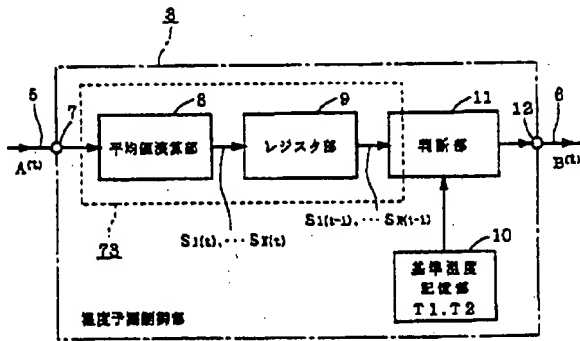 3
5
7
8
9
11
12
6
A(t)
平均値演算部
レジスタ部
判断部
B(t)
S1(t), … SN(t)
S1(t-1), … SN(t-1)
73
10
基準温度
記憶部
T1.T2
温度予測制御部